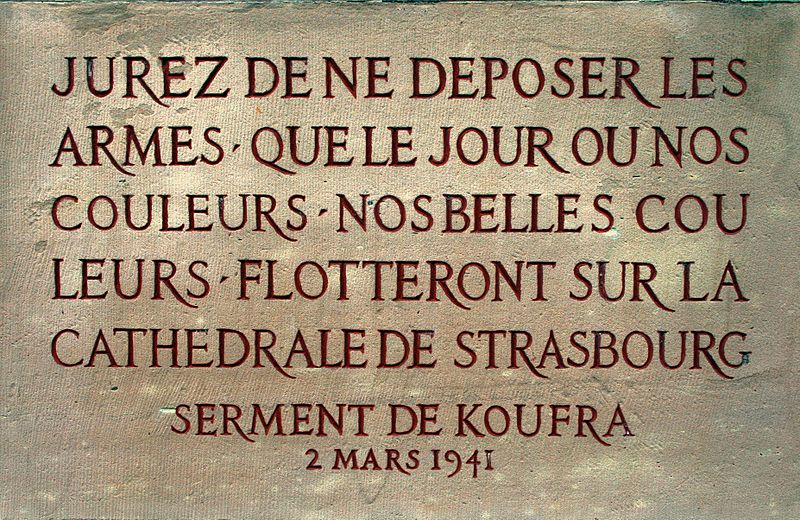 JUREZ DE NE DEPOSER LES
ARMES · QUE LE JOUR OU NOS
COULEURS · NOS BELLES COU
LEURS · FLOTTERONT SUR LA
CATHEDRALE DE STRASBOURG
SERMENT DE KOUFRA
2 MARS 1941